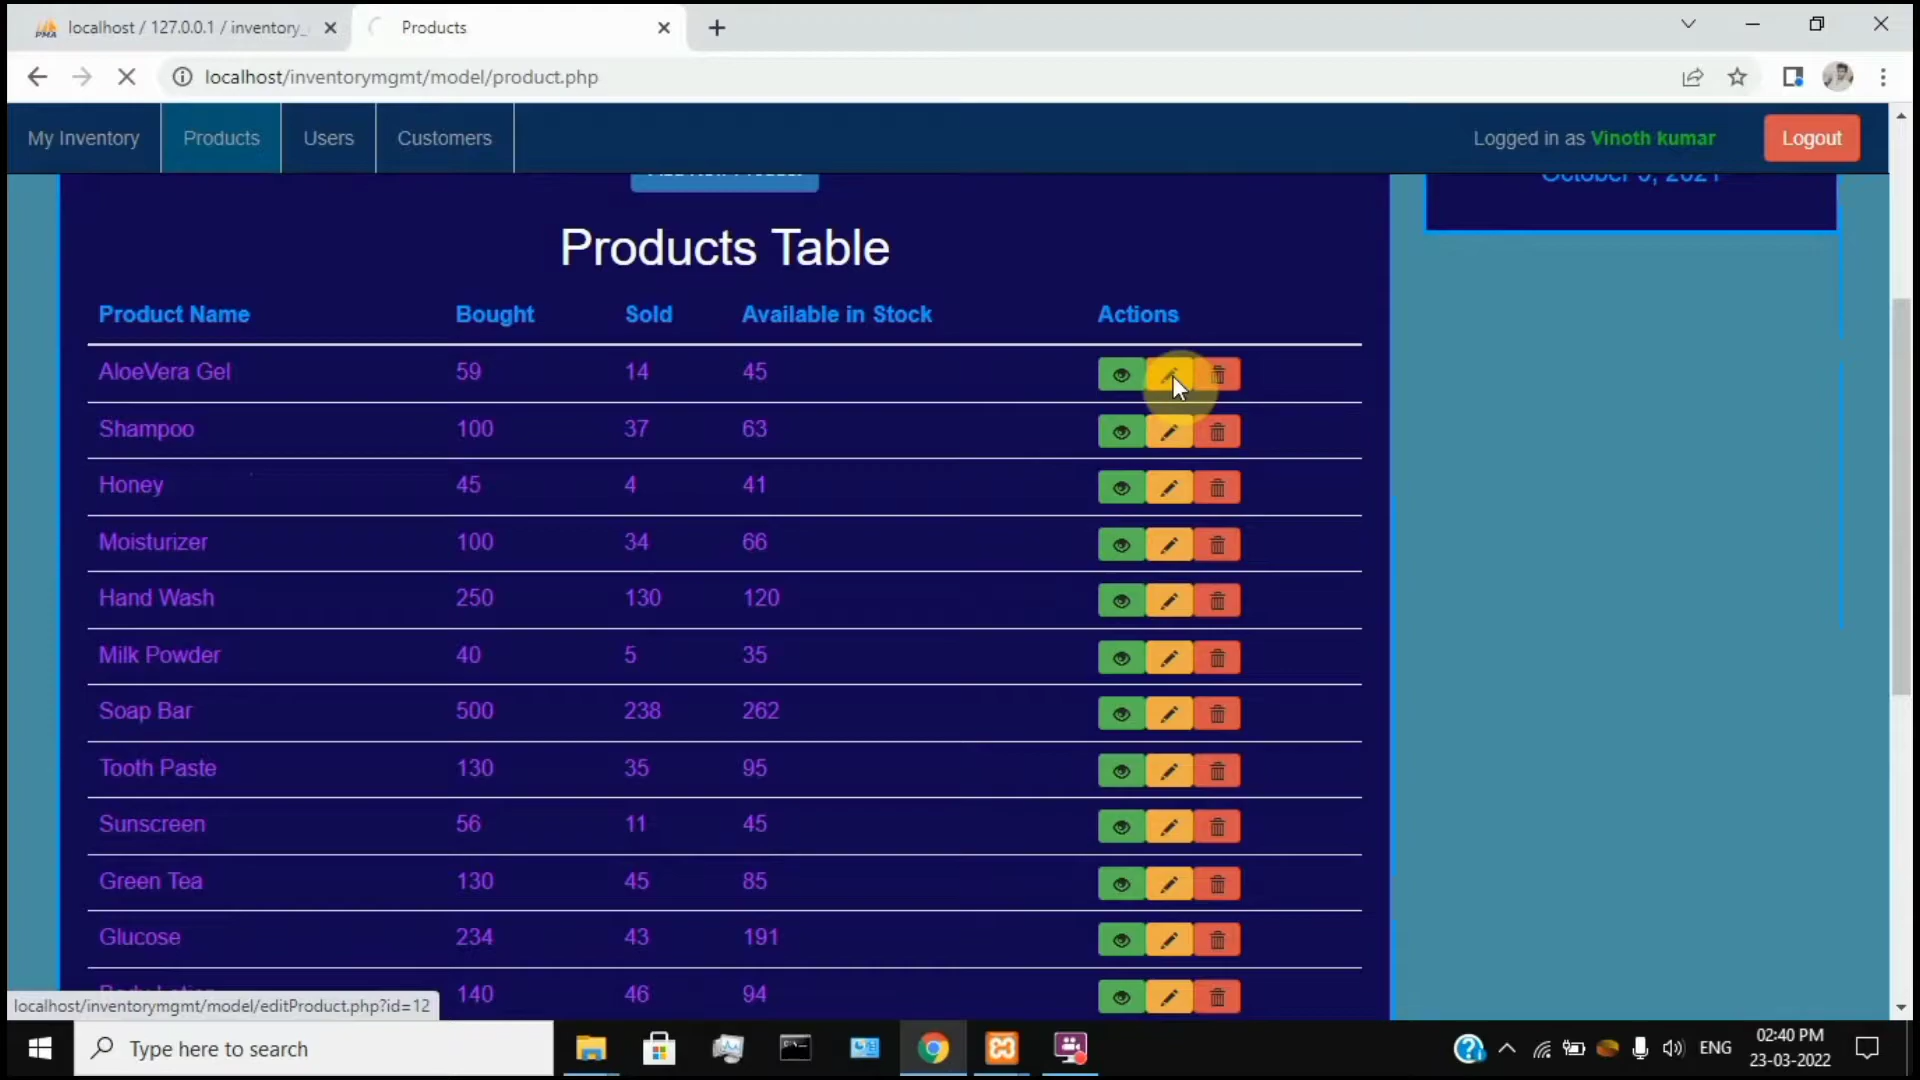 localhost / 127.0.0.1 / inventory_
Products
localhost/inventorymgmt/model/product.php
My Inventory Products Users Customers Logged in as Vinoth kumar Logout
Products Table
Product Name Bought Sold Available in Stock Actions
AloeVera Gel 59 14 45
Shampoo 100 37 63
Honey 45 4 41
Moisturizer 100 34 66
Hand Wash 250 130 120
Milk Powder 40 5 35
Soap Bar 500 238 262
Tooth Paste 130 35 95
Sunscreen 56 11 45
Green Tea 130 45 85
Glucose 234 43 191
Body Lotion 140 46 94
localhost/inventorymgmt/model/editProduct.php?id=12
Type here to search
ENG
02:40 PM
23-03-2022